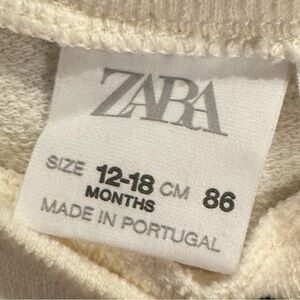 ZARA
SIZE 12-18 CM 86
MONTHS
MADE IN PORTUGAL